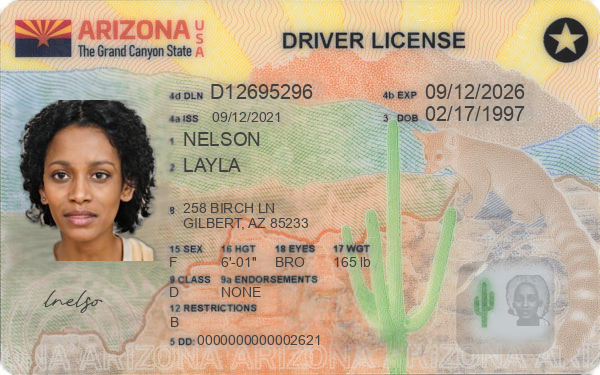 ARIZONA USA
The Grand Canyon State
DRIVER LICENSE
4d DLN D12695296
4b EXP 09/12/2026
4a ISS 09/12/2021
3 DOB 02/17/1997
1 NELSON
2 LAYLA
8 258 BIRCH LN
GILBERT, AZ 85233
15 SEX 16 HGT 18 EYES 17 WGT
F 6'-01" BRO 165 lb
9 CLASS 9a ENDORSEMENTS
D NONE
12 RESTRICTIONS
B
lnelso
5 DD: 0000000000002621
ARIZONA ARIZONA ARIZONA ARIZONA